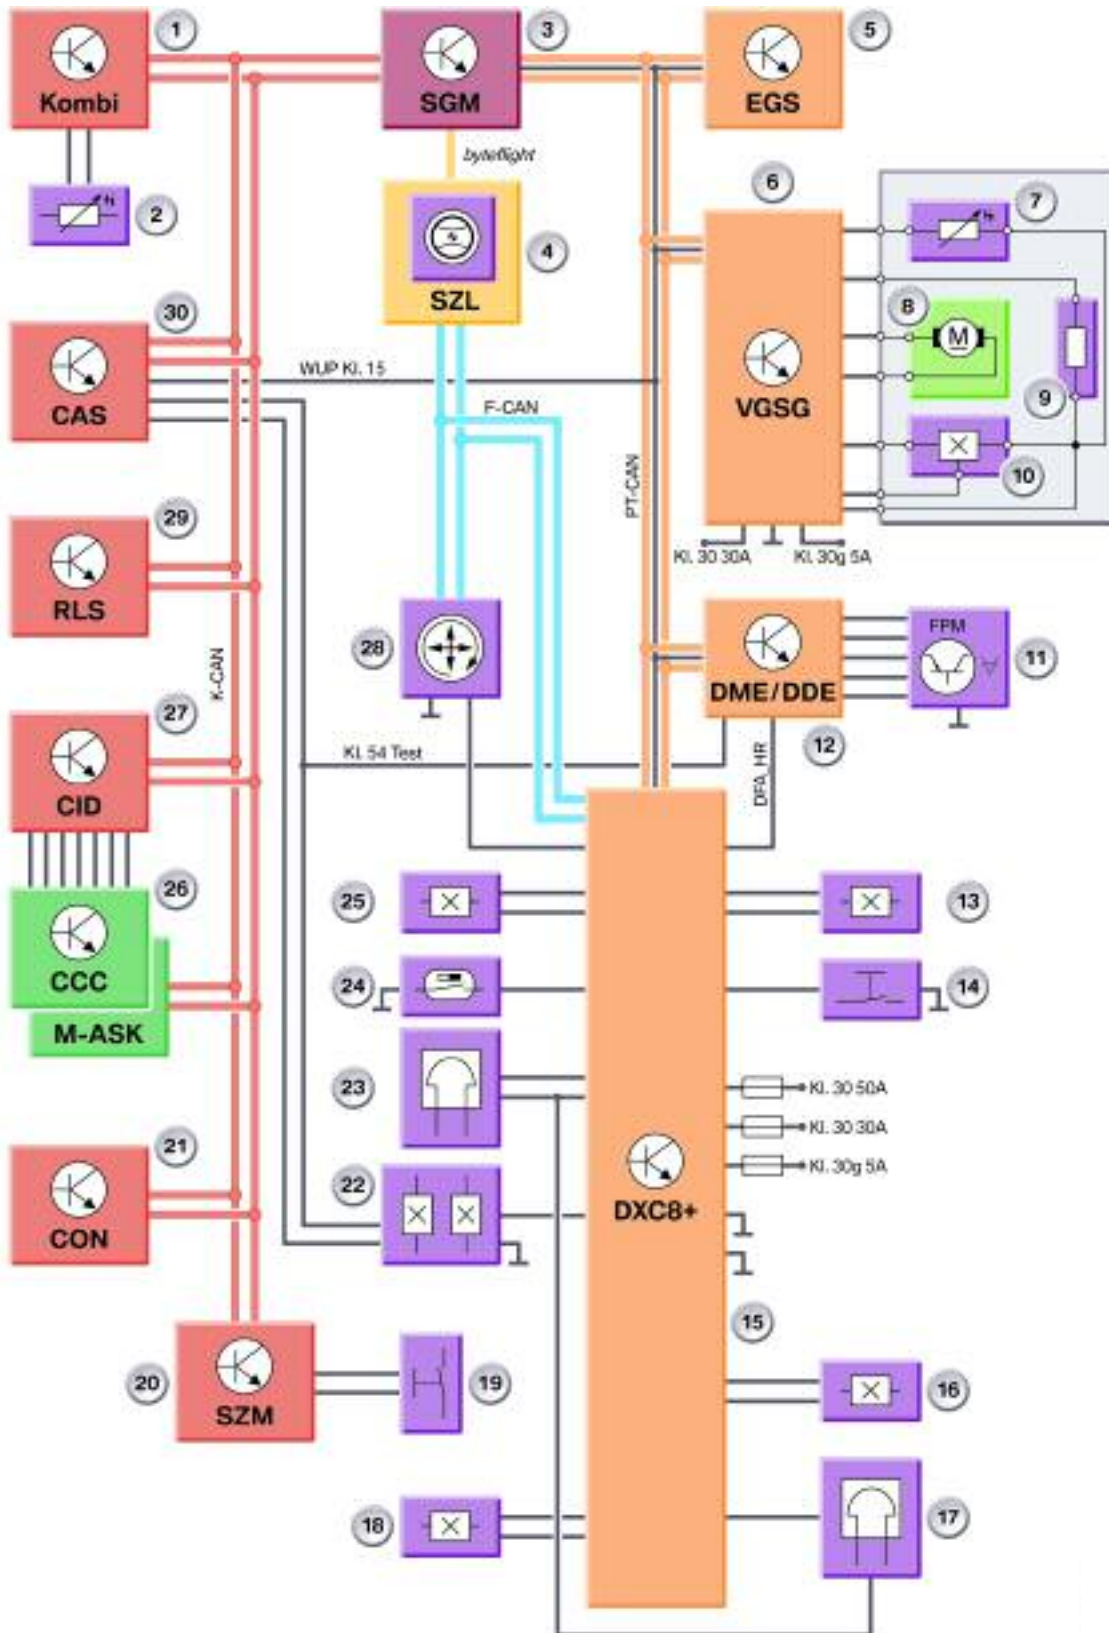 1
3
5
Kombi
SGM
EGS
byteflight
2
6
7
4
SZL
30
8
WUP Kl. 15
CAS
F-CAN
VGSG
9
10
PT-CAN
29
Kl. 30 30A
Kl. 30g 5A
RLS
FPM
28
11
K-CAN
DME/DDE
27
12
Kl. 54 Test
DFA_HR
CID
26
25
13
CCC
24
14
M-ASK
23
Kl. 30 50A
Kl. 30 30A
21
Kl. 30g 5A
22
DXC8+
CON
15
20
19
16
SZM
18
17